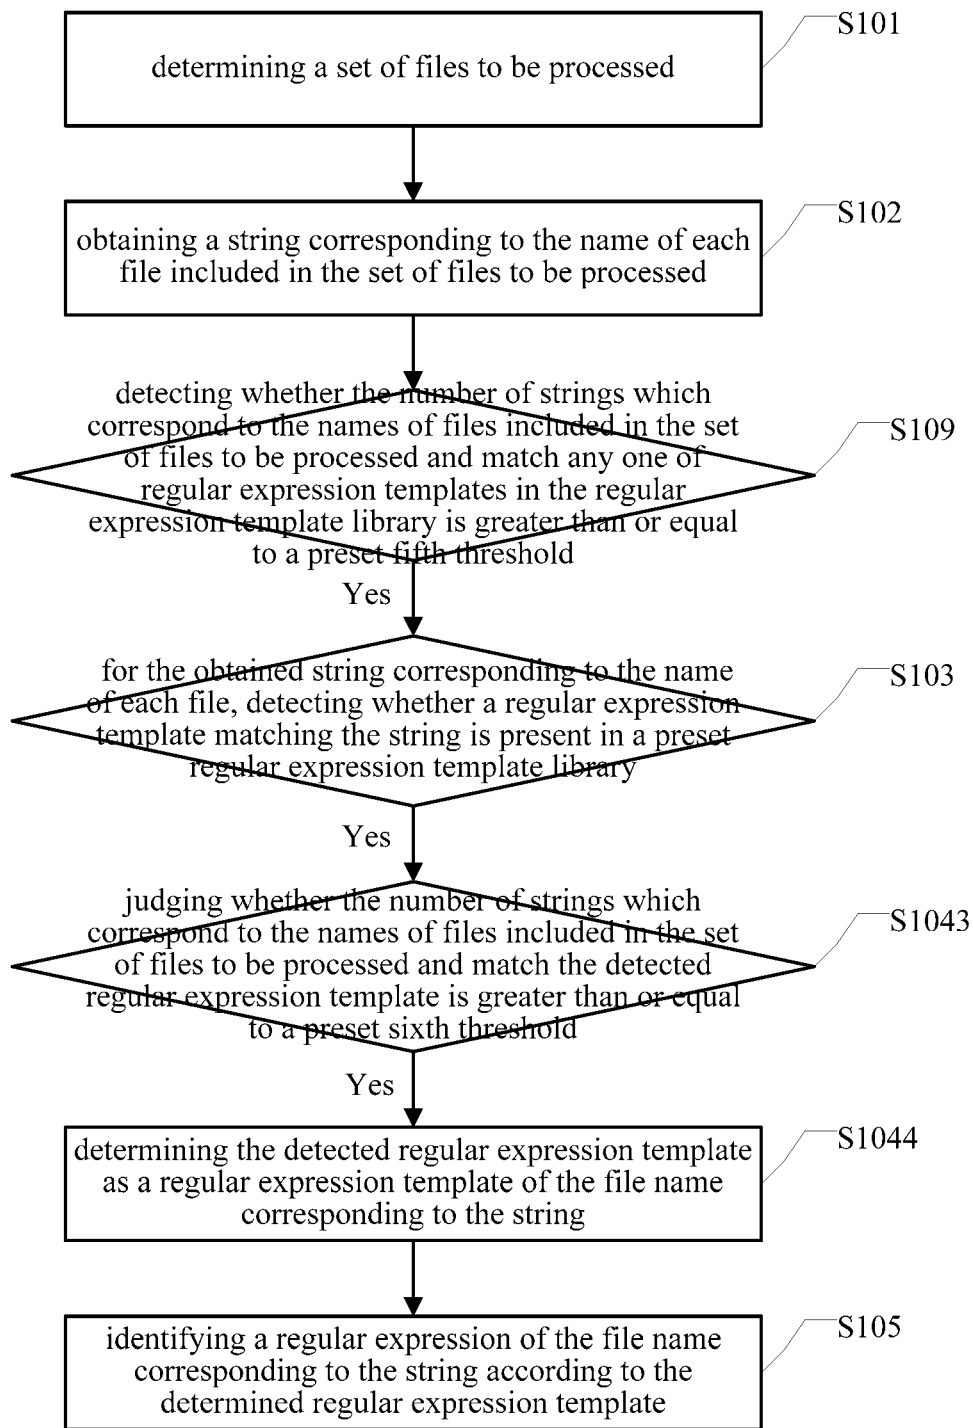 S101
determining a set of files to be processed
S102
obtaining a string corresponding to the name of each
file included in the set of files to be processed
detecting whether the number of strings which
correspond to the names of files included in the set
of files to be processed and match any one of
regular expression templates in the regular
expression template library is greater than or equal
to a preset fifth threshold
S109
Yes
for the obtained string corresponding to the name
of each file, detecting whether a regular expression
template matching the string is present in a preset
regular expression template library
S103
Yes
judging whether the number of strings which
correspond to the names of files included in the set
of files to be processed and match the detected
regular expression template is greater than or equal
to a preset sixth threshold
S1043
Yes
determining the detected regular expression template
as a regular expression template of the file name
corresponding to the string
S1044
identifying a regular expression of the file name
corresponding to the string according to the
determined regular expression template
S105